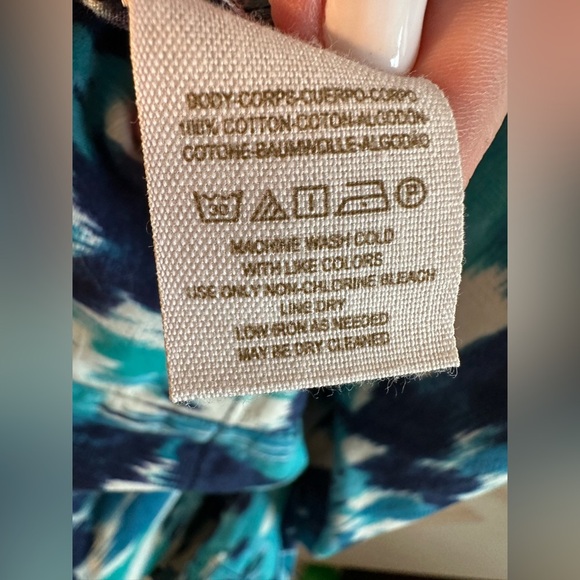 BODY-CORPS-CUERPO-CORPO
100% COTTON-COTON-ALGODON
COTONE-BAUMWOLLE-ALGODAO
30 P
MACHINE WASH COLD
WITH LIKE COLORS
USE ONLY NON-CHLORINE BLEACH
LINE DRY
LOW IRON AS NEEDED
MAY BE DRY CLEANED